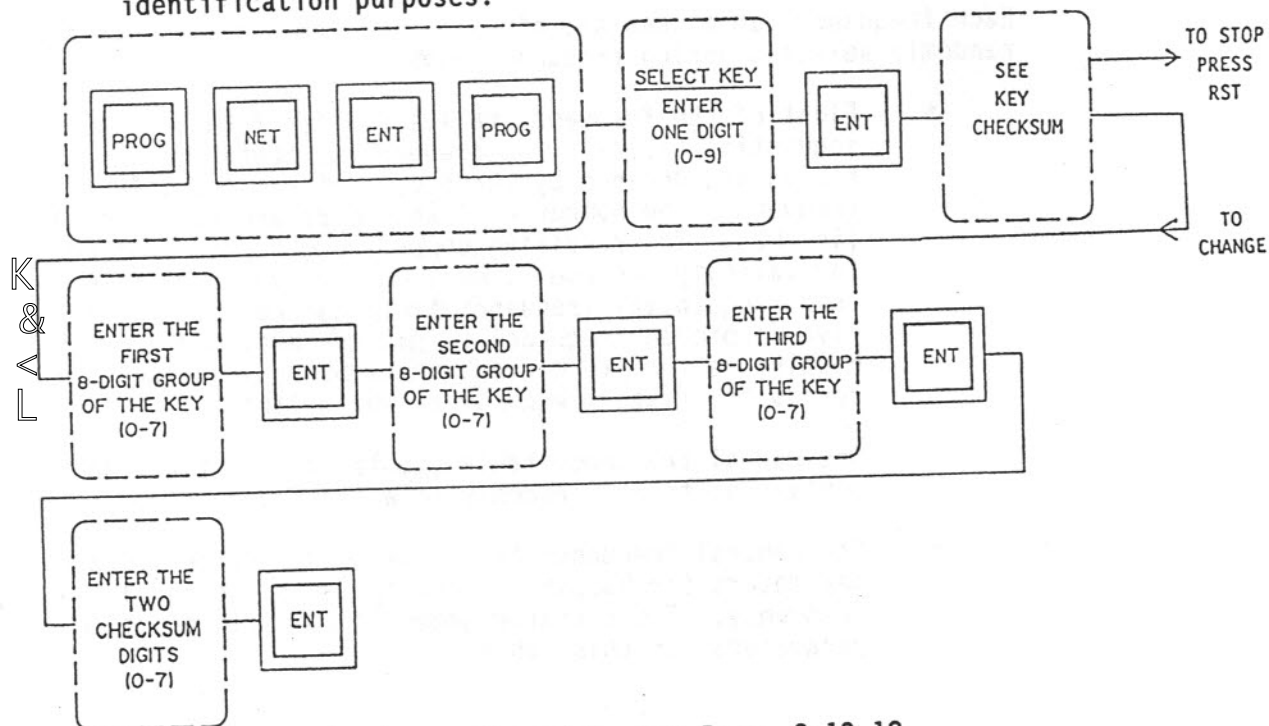 identification purposes.
PROG
NET
ENT
PROG
SELECT KEY
ENTER
ONE DIGIT
(0-9)
ENT
SEE
KEY
CHECKSUM
TO STOP
PRESS
RST
TO
CHANGE
K
&
<
L
ENTER THE
FIRST
8-DIGIT GROUP
OF THE KEY
(0-7)
ENT
ENTER THE
SECOND
8-DIGIT GROUP
OF THE KEY
(0-7)
ENT
ENTER THE
THIRD
8-DIGIT GROUP
OF THE KEY
(0-7)
ENT
ENTER THE
TWO
CHECKSUM
DIGITS
(0-7)
ENT